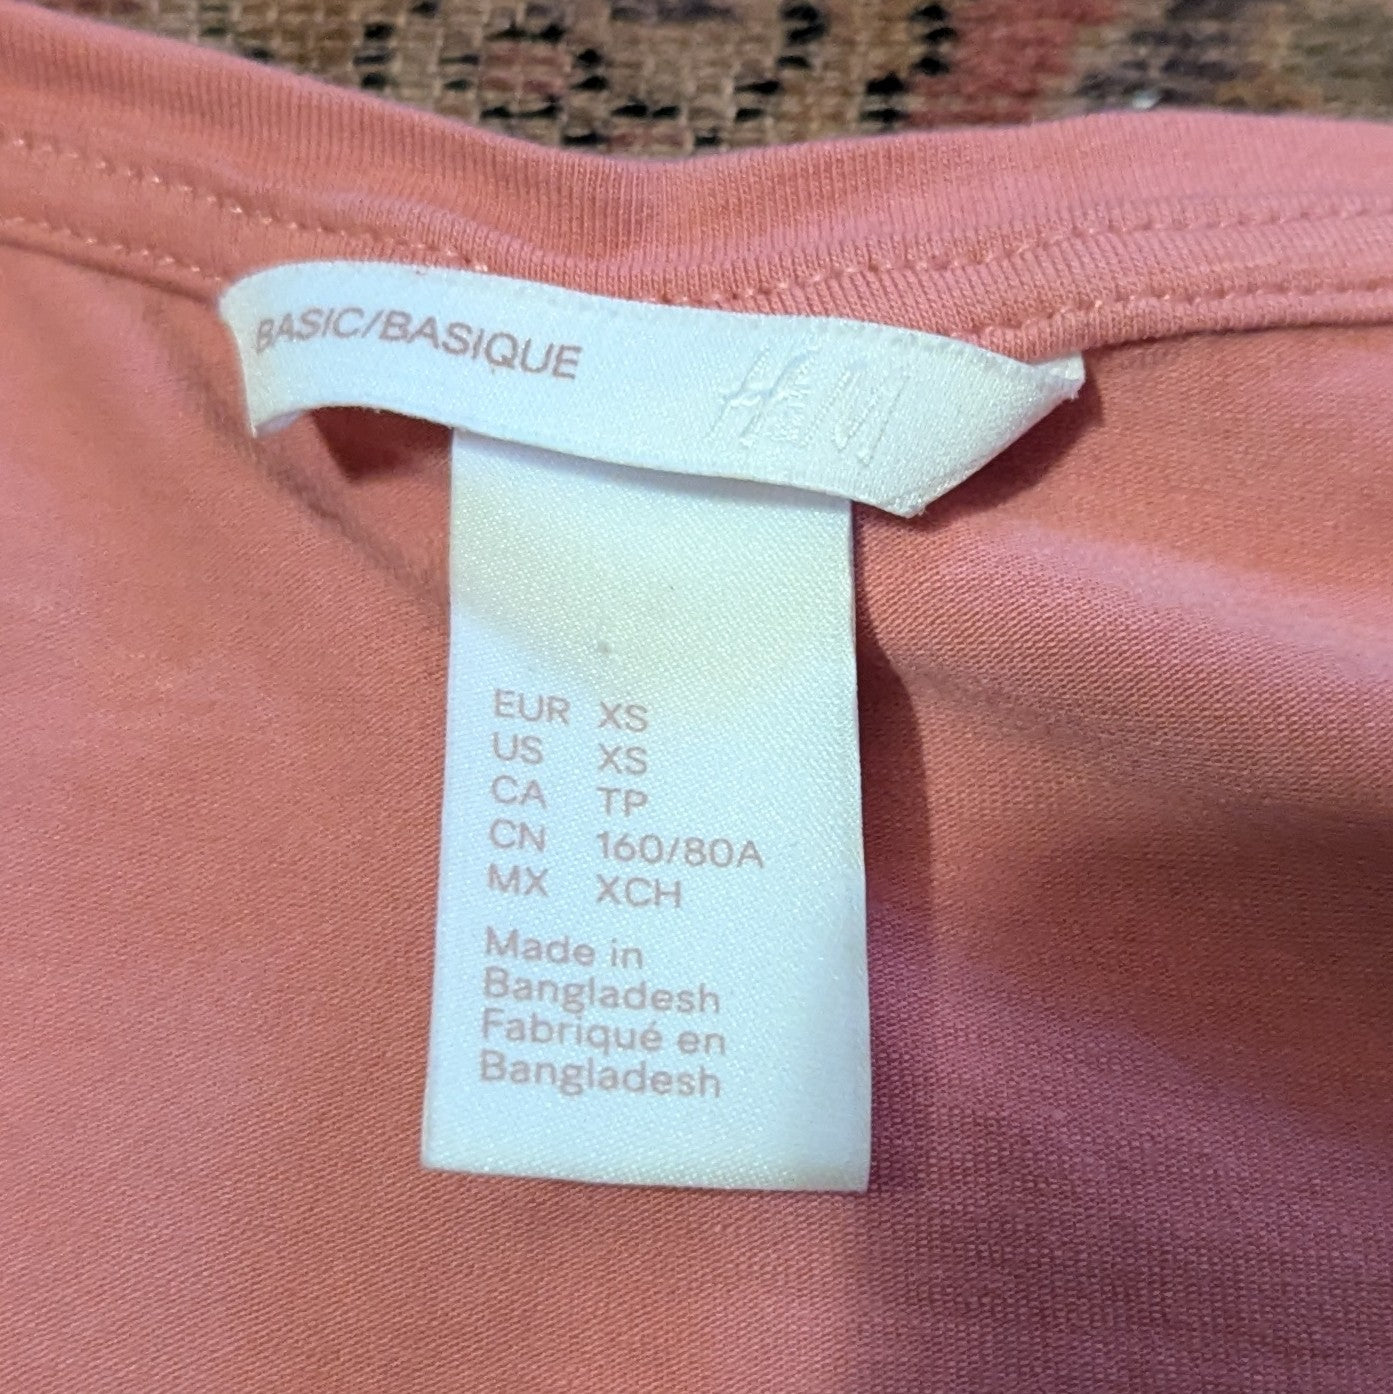 BASIC/BASIQUE H&M
EUR XS
US XS
CA TP
CN 160/80A
MX XCH
Made in
Bangladesh
Fabriqué en
Bangladesh